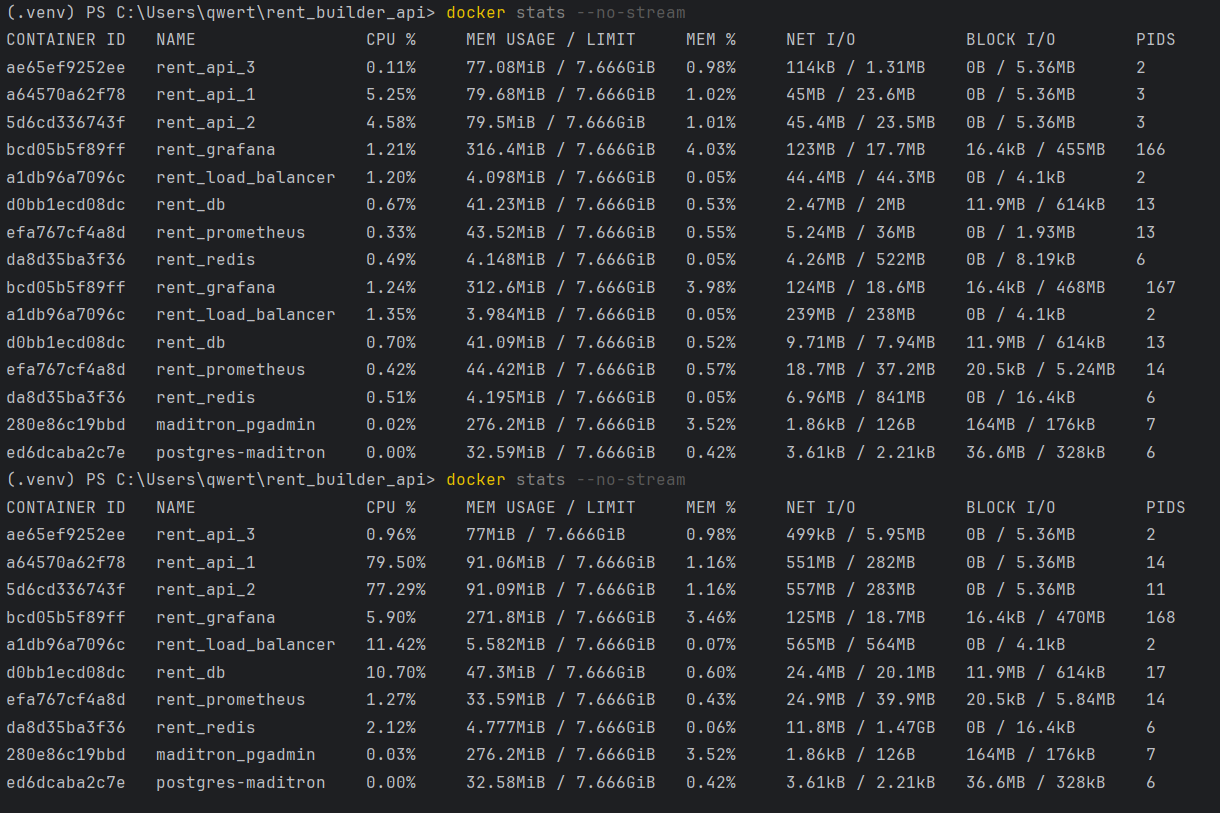 (.venv) PS C:\Users\qwert\rent_builder_api> docker stats --no-stream
CONTAINER ID   NAME                 CPU %     MEM USAGE / LIMIT     MEM %     NET I/O           BLOCK I/O         PIDS
ae65ef9252ee   rent_api_3           0.11%     77.08MiB / 7.666GiB   0.98%     114kB / 1.31MB    0B / 5.36MB       2
a64570a62f78   rent_api_1           5.25%     79.68MiB / 7.666GiB   1.02%     45MB / 23.6MB     0B / 5.36MB       3
5d6cd336743f   rent_api_2           4.58%     79.5MiB / 7.666GiB    1.01%     45.4MB / 23.5MB   0B / 5.36MB       3
bcd05b5f89ff   rent_grafana         1.21%     316.4MiB / 7.666GiB   4.03%     123MB / 17.7MB    16.4kB / 455MB    166
a1db96a7096c   rent_load_balancer   1.20%     4.098MiB / 7.666GiB   0.05%     44.4MB / 44.3MB   0B / 4.1kB        2
d0bb1ecd08dc   rent_db              0.67%     41.23MiB / 7.666GiB   0.53%     2.47MB / 2MB      11.9MB / 614kB    13
efa767cf4a8d   rent_prometheus      0.33%     43.52MiB / 7.666GiB   0.55%     5.24MB / 36MB     0B / 1.93MB       13
da8d35ba3f36   rent_redis           0.49%     4.148MiB / 7.666GiB   0.05%     4.26MB / 522MB    0B / 8.19kB       6
bcd05b5f89ff   rent_grafana         1.24%     312.6MiB / 7.666GiB   3.98%     124MB / 18.6MB    16.4kB / 468MB     167
a1db96a7096c   rent_load_balancer   1.35%     3.984MiB / 7.666GiB   0.05%     239MB / 238MB     0B / 4.1kB         2
d0bb1ecd08dc   rent_db              0.70%     41.09MiB / 7.666GiB   0.52%     9.71MB / 7.94MB   11.9MB / 614kB     13
efa767cf4a8d   rent_prometheus      0.42%     44.42MiB / 7.666GiB   0.57%     18.7MB / 37.2MB   20.5kB / 5.24MB    14
da8d35ba3f36   rent_redis           0.51%     4.195MiB / 7.666GiB   0.05%     6.96MB / 841MB    0B / 16.4kB        6
280e86c19bbd   maditron_pgadmin     0.02%     276.2MiB / 7.666GiB   3.52%     1.86kB / 126B     164MB / 176kB      7
ed6dcaba2c7e   postgres-maditron    0.00%     32.59MiB / 7.666GiB   0.42%     3.61kB / 2.21kB   36.6MB / 328kB     6
(.venv) PS C:\Users\qwert\rent_builder_api> docker stats --no-stream
CONTAINER ID   NAME                 CPU %     MEM USAGE / LIMIT     MEM %     NET I/O           BLOCK I/O          PIDS
ae65ef9252ee   rent_api_3           0.96%     77MiB / 7.666GiB      0.98%     499kB / 5.95MB    0B / 5.36MB        2
a64570a62f78   rent_api_1           79.50%    91.06MiB / 7.666GiB   1.16%     551MB / 282MB     0B / 5.36MB        14
5d6cd336743f   rent_api_2           77.29%    91.09MiB / 7.666GiB   1.16%     557MB / 283MB     0B / 5.36MB        11
bcd05b5f89ff   rent_grafana         5.90%     271.8MiB / 7.666GiB   3.46%     125MB / 18.7MB    16.4kB / 470MB     168
a1db96a7096c   rent_load_balancer   11.42%    5.582MiB / 7.666GiB   0.07%     565MB / 564MB     0B / 4.1kB         2
d0bb1ecd08dc   rent_db              10.70%    47.3MiB / 7.666GiB    0.60%     24.4MB / 20.1MB   11.9MB / 614kB     17
efa767cf4a8d   rent_prometheus      1.27%     33.59MiB / 7.666GiB   0.43%     24.9MB / 39.9MB   20.5kB / 5.84MB    14
da8d35ba3f36   rent_redis           2.12%     4.777MiB / 7.666GiB   0.06%     11.8MB / 1.47GB   0B / 16.4kB        6
280e86c19bbd   maditron_pgadmin     0.03%     276.2MiB / 7.666GiB   3.52%     1.86kB / 126B     164MB / 176kB      7
ed6dcaba2c7e   postgres-maditron    0.00%     32.58MiB / 7.666GiB   0.42%     3.61kB / 2.21kB   36.6MB / 328kB     6